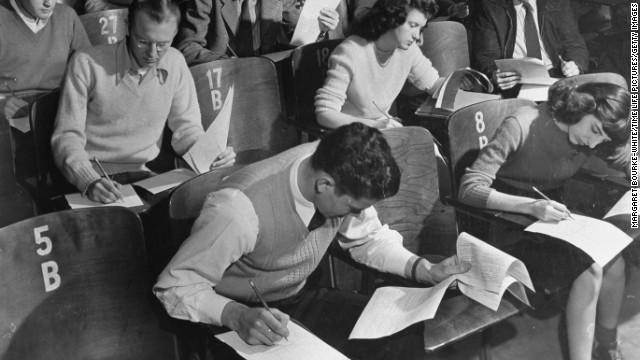 27
B
17
B
18
8
B
5
B
MARGARET BOURKE-WHITE/TIME LIFE PICTURES/GETTY IMAGES